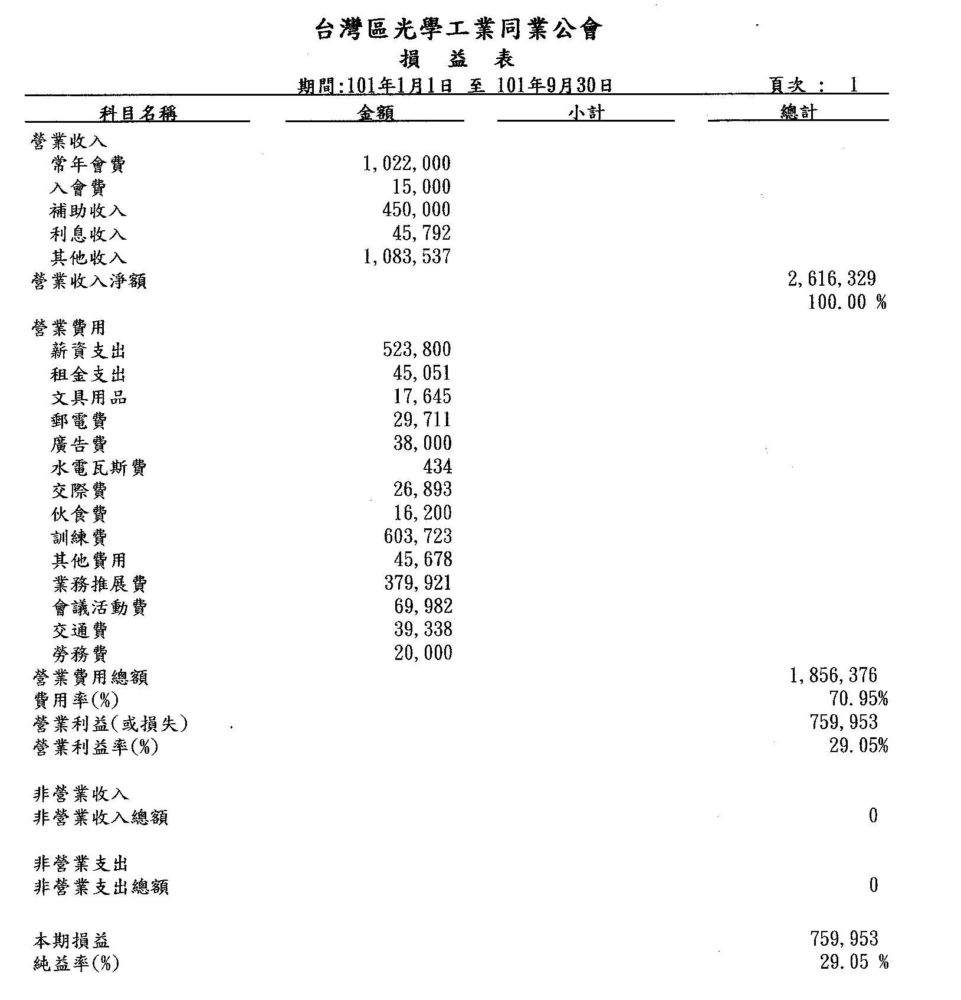 台灣區光學工業同業公會
損 益 表
期間:101年1月1日 至 101年9月30日 頁次 : 1
科目名稱 金額 小計 總計
營業收入
常年會費 1,022,000
入會費 15,000
補助收入 450,000
利息收入 45,792
其他收入 1,083,537
營業收入淨額 2,616,329
100.00 %
營業費用
薪資支出 523,800
租金支出 45,051
文具用品 17,645
郵電費 29,711
廣告費 38,000
水電瓦斯費 434
交際費 26,893
伙食費 16,200
訓練費 603,723
其他費用 45,678
業務推展費 379,921
會議活動費 69,982
交通費 39,338
勞務費 20,000
營業費用總額 1,856,376
費用率(%) 70.95%
營業利益(或損失) 759,953
營業利益率(%) 29.05%
非營業收入
非營業收入總額 0
非營業支出
非營業支出總額 0
本期損益 759,953
純益率(%) 29.05 %